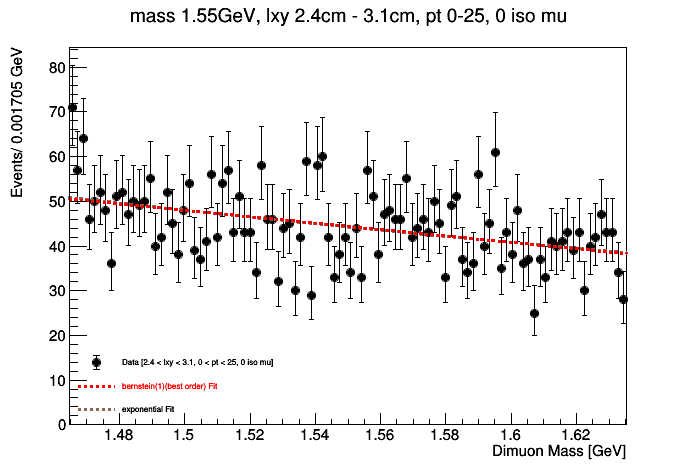 mass 1.55GeV, lxy 2.4cm - 3.1cm, pt 0-25, 0 iso mu
Events/ 0.001705 GeV
80
70
60
50
40
30
20
10
0
Data [2.4 < lxy < 3.1, 0 < pt < 25, 0 iso mu]
bernstein(1)(best order) Fit
exponential Fit
1.48 1.5 1.52 1.54 1.56 1.58 1.6 1.62
Dimuon Mass [GeV]